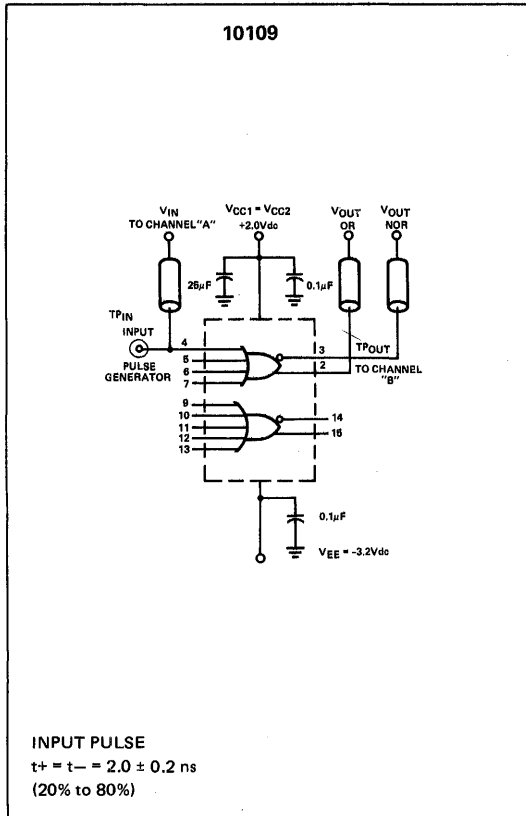 10109
VIN
TO CHANNEL "A"
VCC1 = VCC2
+2.0Vdc
VOUT
OR
VOUT
NOR
25μF
0.1μF
TPIN
INPUT
PULSE
GENERATOR
4
5
6
7
3
2
TPOUT
TO CHANNEL
"B"
9
10
11
12
13
14
15
0.1μF
VEE = -3.2Vdc
INPUT PULSE
t+ = t— = 2.0 ± 0.2 ns
(20% to 80%)